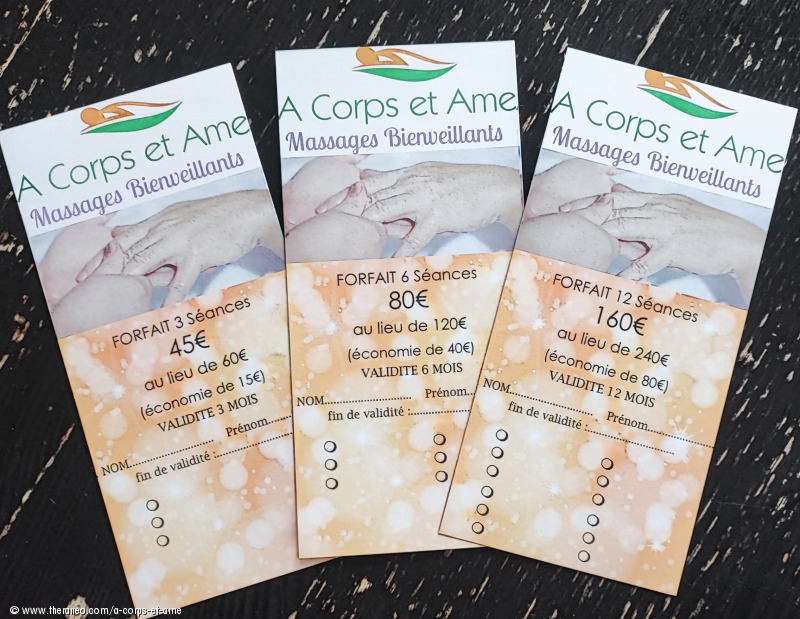 A Corps et Ame
Massages Bienveillants
FORFAIT 3 Séances
45€
au lieu de 60€
(économie de 15€)
VALIDITE 3 MOIS
NOM.................... Prénom..............
fin de validité :....................
A Corps et Ame
Massages Bienveillants
FORFAIT 6 Séances
80€
au lieu de 120€
(économie de 40€)
VALIDITE 6 MOIS
NOM.................... Prénom..............
fin de validité :..............
A Corps et Ame
Massages Bienveillants
FORFAIT 12 Séances
160€
au lieu de 240€
(économie de 80€)
VALIDITE 12 MOIS
NOM.................... Prénom..............
fin de validité :....................
© www.theraneo.com/a-corps-et-ame